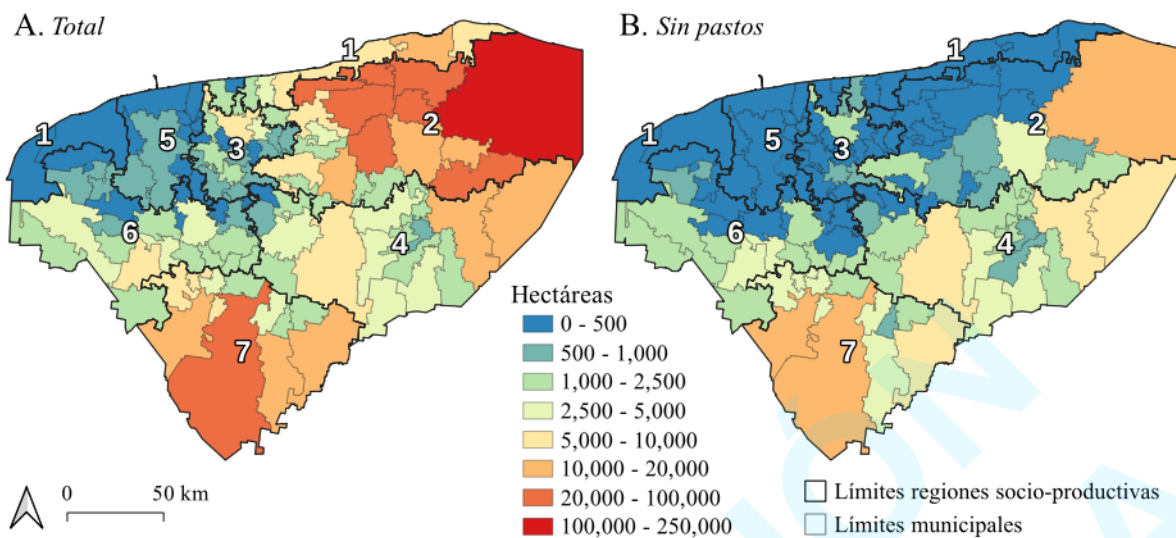 A. Total
B. Sin pastos
1
1
1
1
2
2
5
3
5
3
6
4
6
4
7
7
Hectáreas
0 - 500
500 - 1,000
1,000 - 2,500
2,500 - 5,000
5,000 - 10,000
10,000 - 20,000
20,000 - 100,000
100,000 - 250,000
0 50 km
Límites regiones socio-productivas
Límites municipales